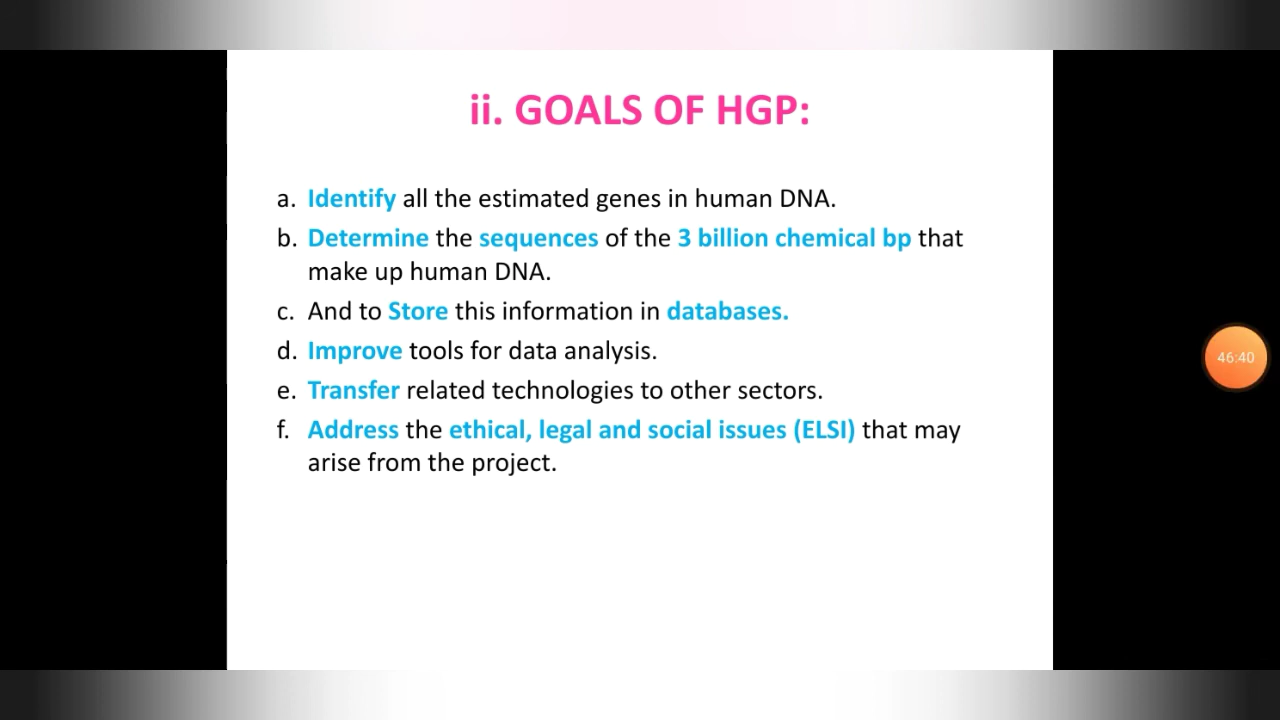 ii. GOALS OF HGP:
a. Identify all the estimated genes in human DNA.
b. Determine the sequences of the 3 billion chemical bp that
make up human DNA.
c. And to Store this information in databases.
d. Improve tools for data analysis.
46:40
e. Transfer related technologies to other sectors.
f. Address the ethical, legal and social issues (ELSI) that may
arise from the project.